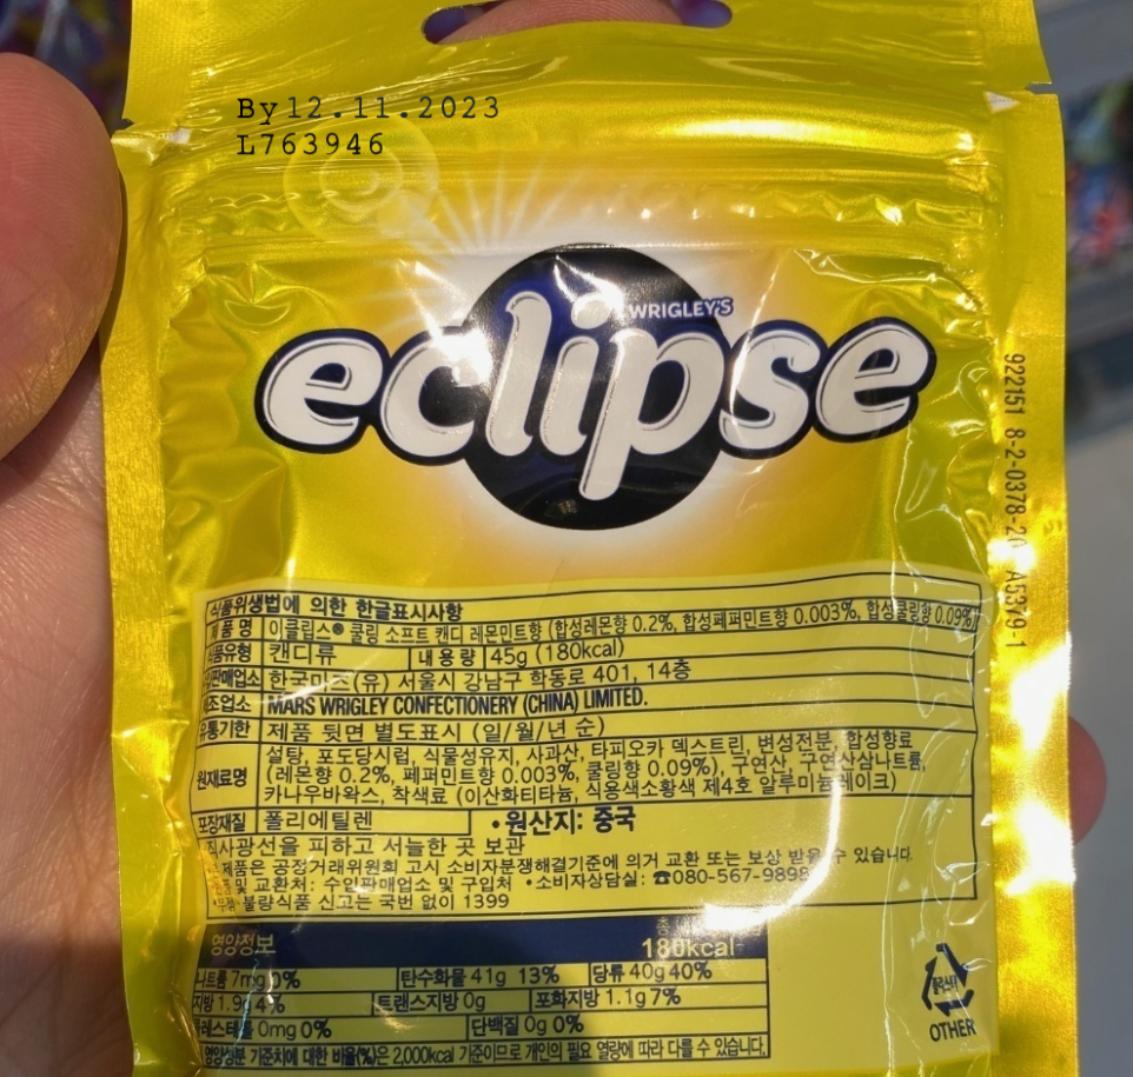 By 12.11.2023
L763946
WRIGLEY'S
eclipse
922151 8-2-0378-20 A5379-1
식품위생법에 의한 한글표시사항
제품명 이클립스® 쿨링 소프트 캔디 레몬민트향 (합성레몬향 0.2%, 합성페퍼민트향 0.003%, 합성쿨링향 0.09%)
식품유형 캔디류 내용량 45g (180kcal)
수입판매업소 한국마즈(유) 서울시 강남구 학동로 401, 14층
제조업소 MARS WRIGLEY CONFECTIONERY (CHINA) LIMITED.
유통기한 제품 뒷면 별도표시 (일/월/년 순)
원재료명 설탕, 포도당시럽, 식물성유지, 사과산, 타피오카 덱스트린, 변성전분, 합성향료
(레몬향 0.2%, 페퍼민트향 0.003%, 쿨링향 0.09%), 구연산, 구연산삼나트륨,
카나우바왁스, 착색료 (이산화티타늄, 식용색소황색 제4호 알루미늄레이크)
포장재질 폴리에틸렌 •원산지: 중국
직사광선을 피하고 서늘한 곳 보관
제품은 공정거래위원회 고시 소비자분쟁해결기준에 의거 교환 또는 보상 받을 수 있습니다.
및 교환처: 수입판매업소 및 구입처 •소비자상담실: ☎080-567-9898
불량식품 신고는 국번 없이 1399
영양정보 180kcal
나트륨 7mg 0% 탄수화물 41g 13% 당류 40g 40%
지방 1.9g 4% 트랜스지방 0g 포화지방 1.1g 7%
콜레스테롤 0mg 0% 단백질 0g 0%
영양성분 기준치에 대한 비율(%)은 2,000kcal 기준이므로 개인의 필요 열량에 따라 다를 수 있습니다.
OTHER